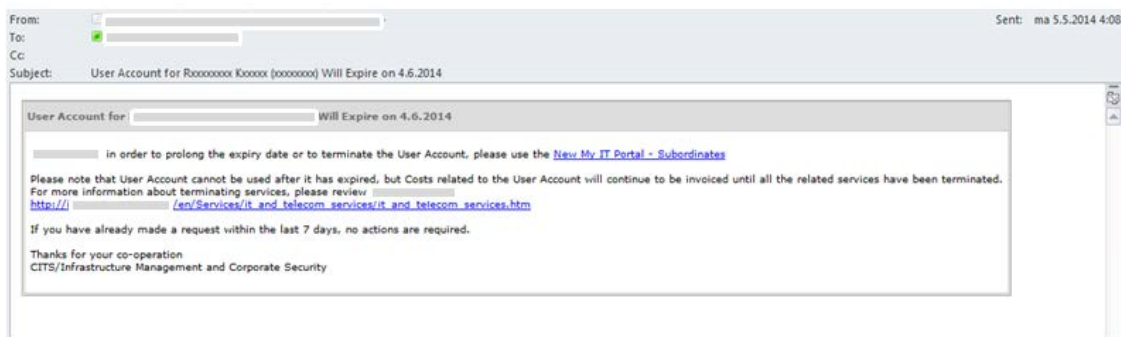 From:
Sent: ma 5.5.2014 4:08
To:
Cc:
Subject: User Account for Rxxxxxxxx Kxxxxx (xxxxxxxx) Will Expire on 4.6.2014
User Account for Will Expire on 4.6.2014
in order to prolong the expiry date or to terminate the User Account, please use the New My IT Portal - Subordinates
Please note that User Account cannot be used after it has expired, but Costs related to the User Account will continue to be invoiced until all the related services have been terminated.
For more information about terminating services, please review
http://i /en/Services/it_and_telecom_services/it_and_telecom_services.htm
If you have already made a request within the last 7 days, no actions are required.
Thanks for your co-operation
CITS/Infrastructure Management and Corporate Security